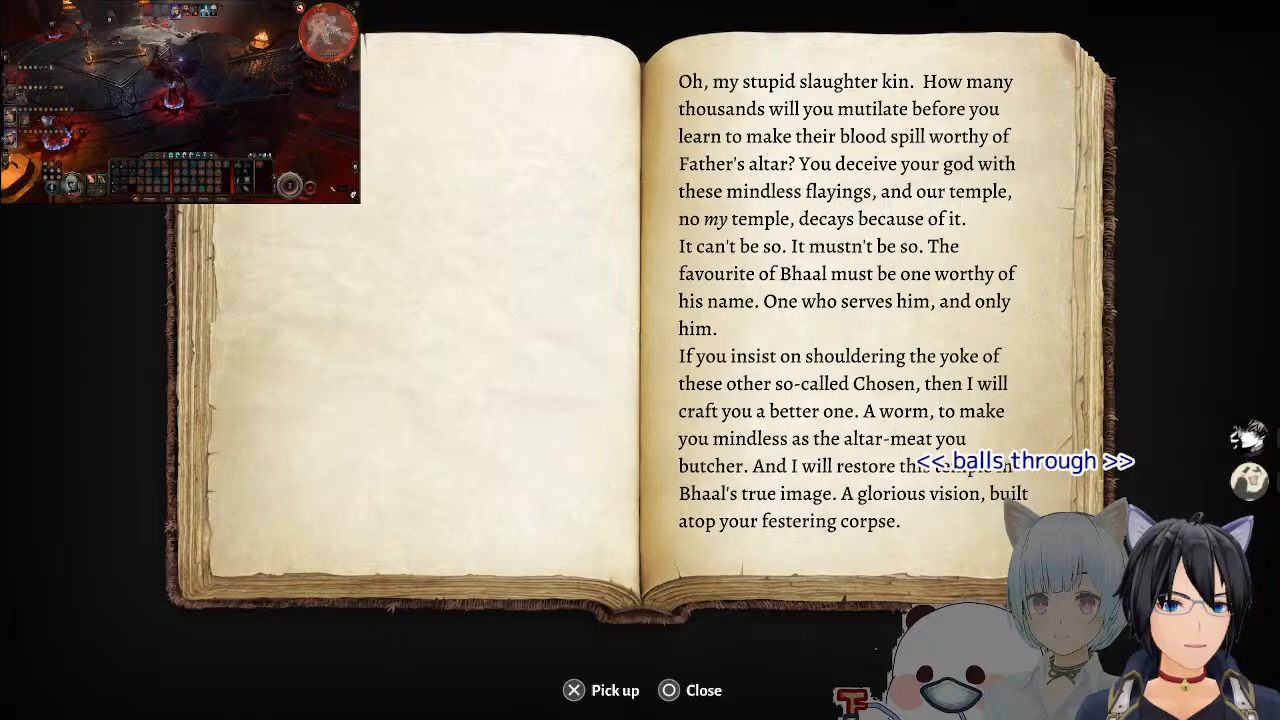 Oh, my stupid slaughter kin.  How many
thousands will you mutilate before you
learn to make their blood spill worthy of
Father's altar? You deceive your god with
these mindless flayings, and our temple,
no my temple, decays because of it.
It can't be so. It musn't be so. The
favourite of Bhaal must be one worthy of
his name. One who serves him, and only
him.
If you insist on shouldering the yoke of
these other so-called Chosen, then I will
craft you a better one. A worm, to make
you mindless as the altar-meat you
butcher. And I will restore this temple in
<< balls through >>
Bhaal's true image. A glorious vision, built
atop your festering corpse.
Pick up
Close